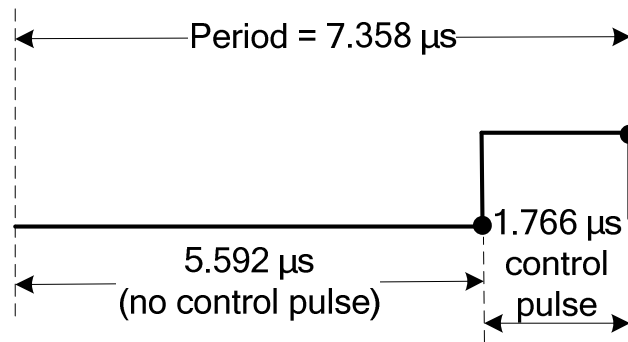 Period = 7.358 µs
5.592 µs
(no control pulse)
1.766 µs
control
pulse